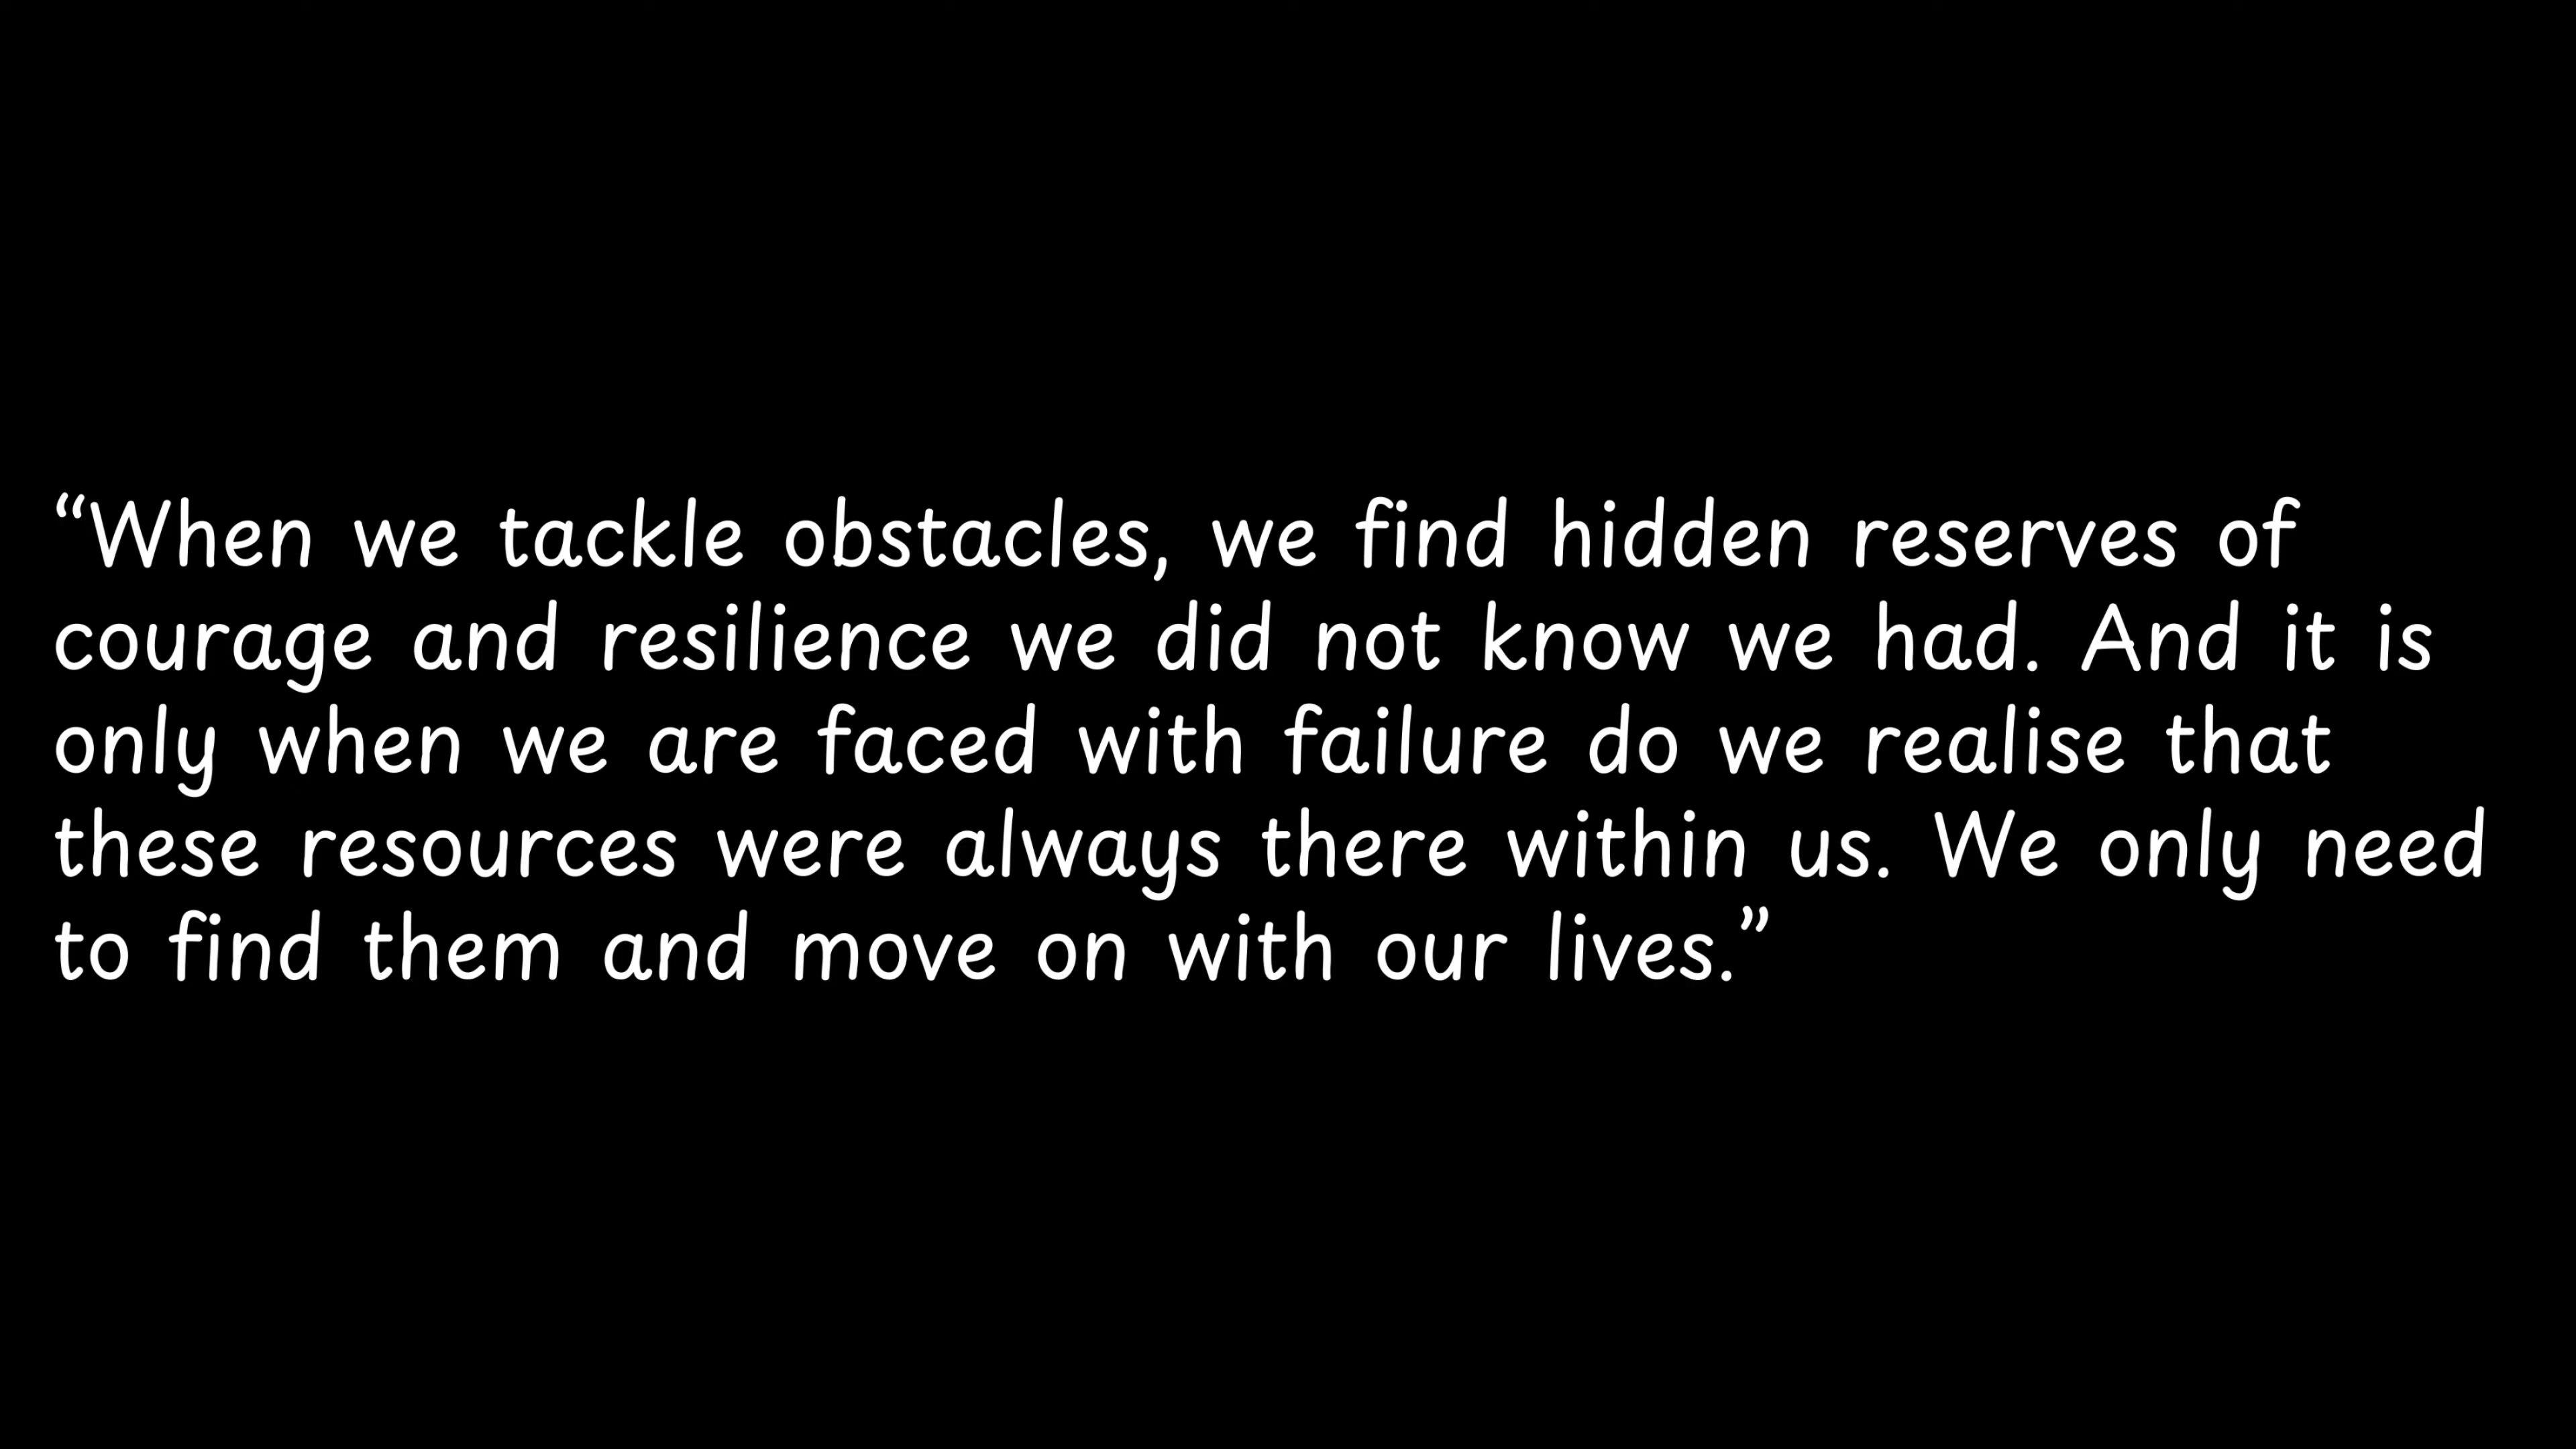 “When we tackle obstacles, we find hidden reserves of
courage and resilience we did not know we had. And it is
only when we are faced with failure do we realise that
these resources were always there within us. We only need
to find them and move on with our lives.”